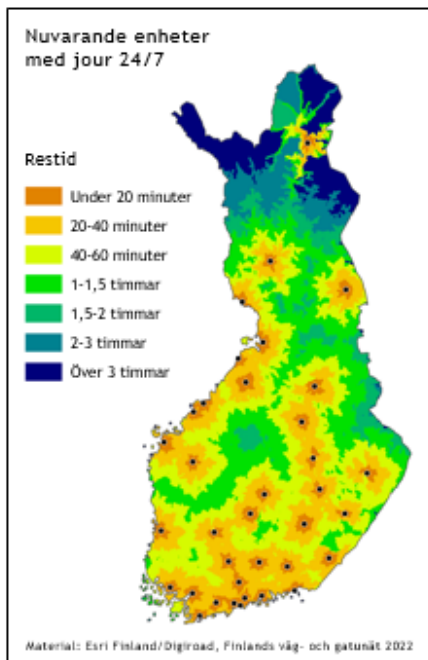 Nuvarande enheter
med jour 24/7
Restid
Under 20 minuter
20-40 minuter
40-60 minuter
1-1,5 timmar
1,5-2 timmar
2-3 timmar
Över 3 timmar
Material: Esri Finland/Digiroad, Finlands väg- och gatunät 2022